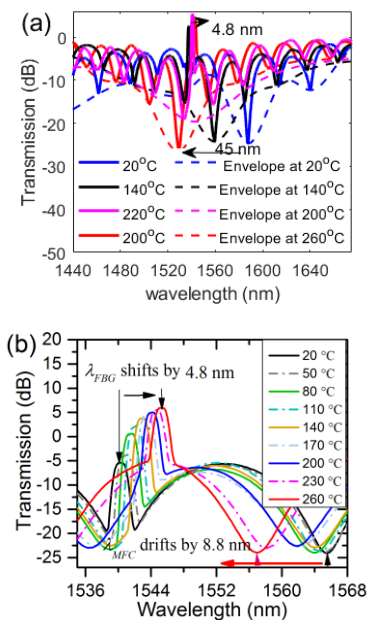 (a)
4.8 nm
45 nm
Transmission (dB)
0
-10
-20
-30
-40
-50
20°C
140°C
220°C
200°C
Envelope at 20°C
Envelope at 140°C
Envelope at 200°C
Envelope at 260°C
1440
1480
1520
1560
1600
1640
wavelength (nm)
(b)
Transmission (dB)
20
15
10
5
0
-5
-10
-15
-20
-25
λFBG shifts by 4.8 nm
20 °C
50 °C
80 °C
110 °C
140 °C
170 °C
200 °C
230 °C
260 °C
λMFC drifts by 8.8 nm
1536
1544
1552
1560
1568
Wavelength (nm)